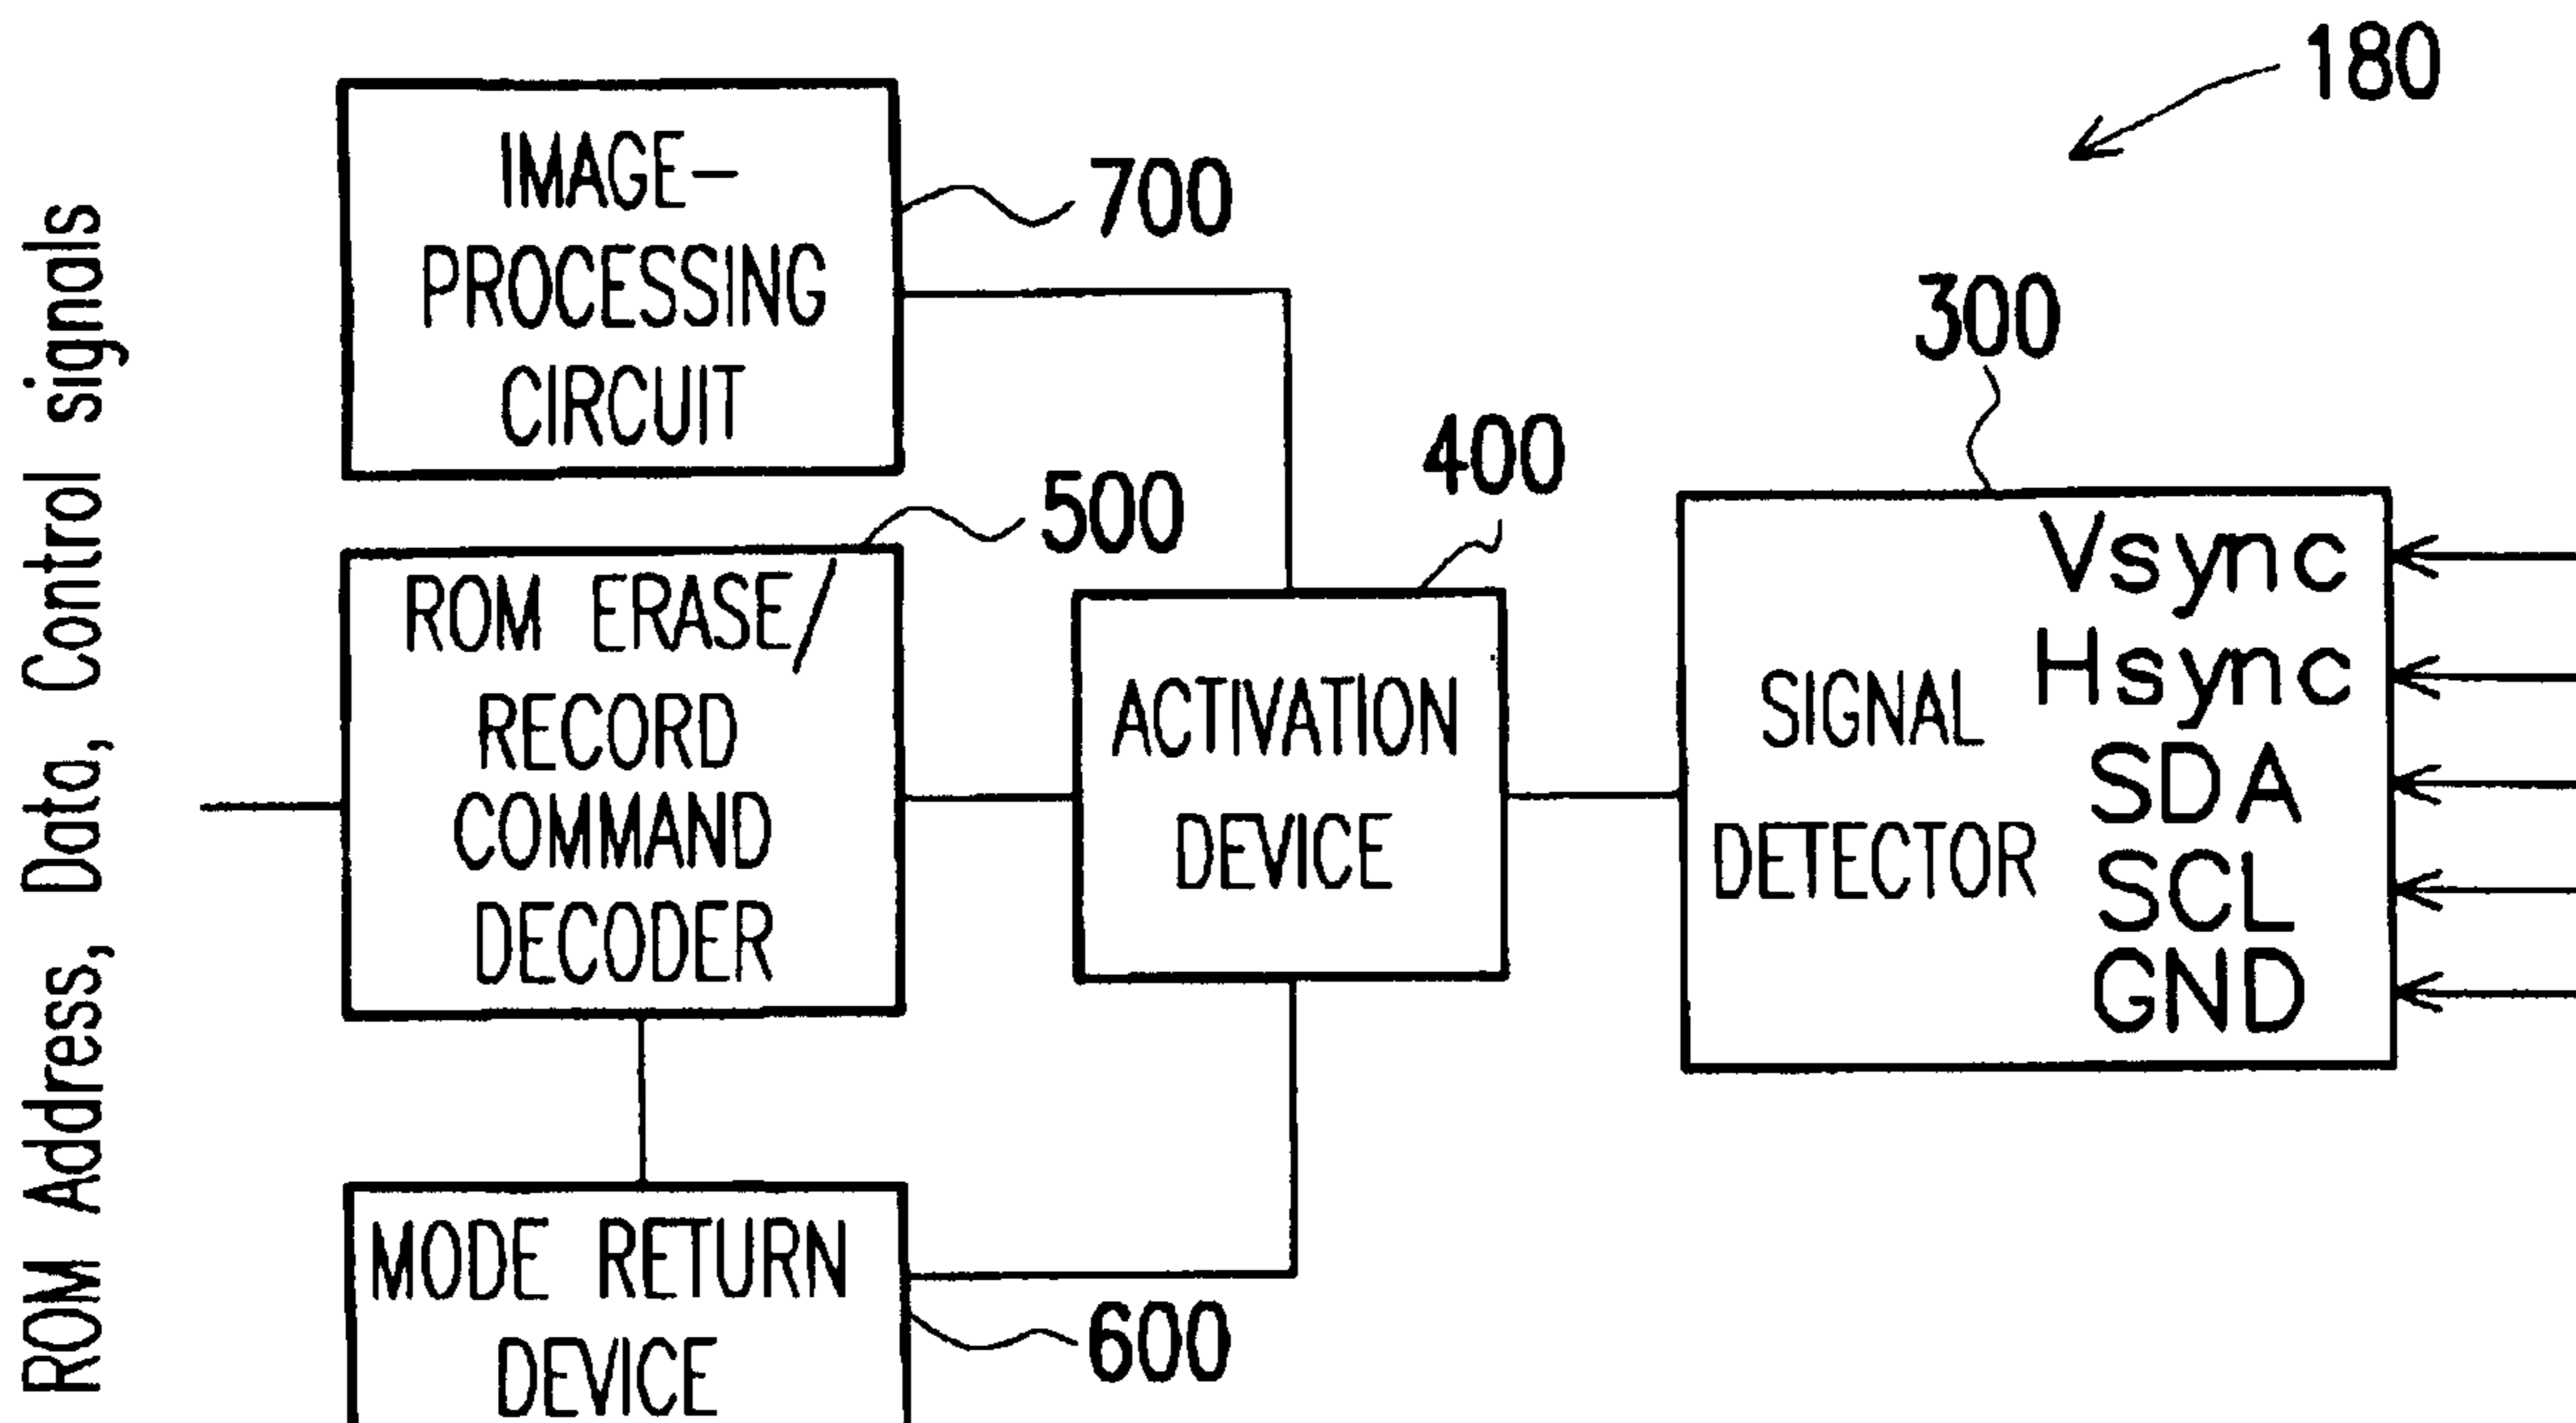 180
IMAGE-
PROCESSING
CIRCUIT
700
300
400
500
ROM ERASE/
RECORD
COMMAND
DECODER
ACTIVATION
DEVICE
SIGNAL
DETECTOR
Vsync
Hsync
SDA
SCL
GND
MODE RETURN
DEVICE
600
ROM Address, Data, Control signals